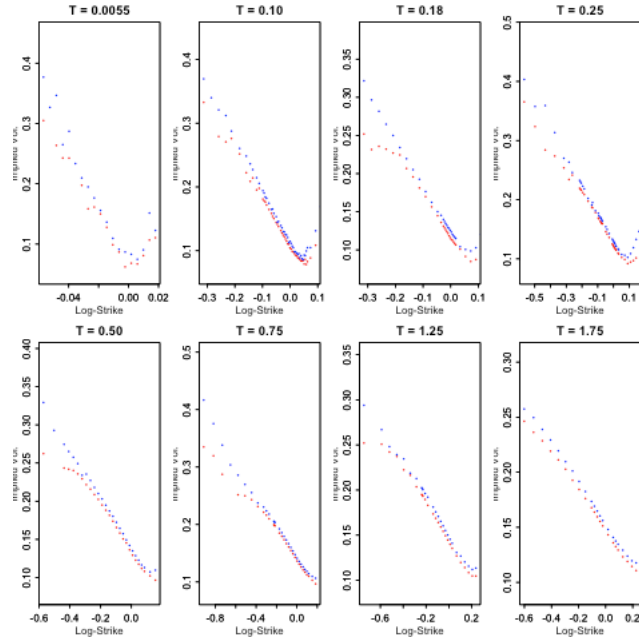 T = 0.0055
T = 0.10
T = 0.18
T = 0.25
0.1 0.2 0.3 0.4
0.1 0.2 0.3 0.4
0.10 0.15 0.20 0.25 0.30 0.35
0.1 0.2 0.3 0.4 0.5
-0.04 0.00 0.02
-0.3 -0.2 -0.1 0.0 0.1
-0.3 -0.2 -0.1 0.0 0.1
-0.5 -0.3 -0.1 0.1
Log-Strike
Log-Strike
Log-Strike
Log-Strike
T = 0.50
T = 0.75
T = 1.25
T = 1.75
0.10 0.15 0.20 0.25 0.30 0.35 0.40
0.1 0.2 0.3 0.4 0.5
0.10 0.15 0.20 0.25 0.30 0.35
0.10 0.15 0.20 0.25 0.30
-0.6 -0.4 -0.2 0.0
-0.8 -0.4 0.0
-0.6 -0.2 0.2
-0.6 -0.4 -0.2 0.0 0.2
Log-Strike
Log-Strike
Log-Strike
Log-Strike